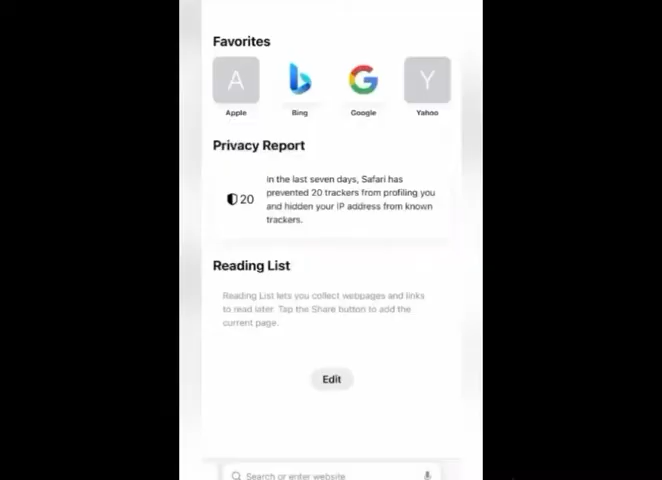 Favorites
A Y
Apple Bing Google Yahoo
Privacy Report
20
In the last seven days, Safari has
prevented 20 trackers from profiling you
and hidden your IP address from known
trackers.
Reading List
Reading List lets you collect webpages and links
to read later. Tap the Share button to add the
current page.
Edit
Search or enter website